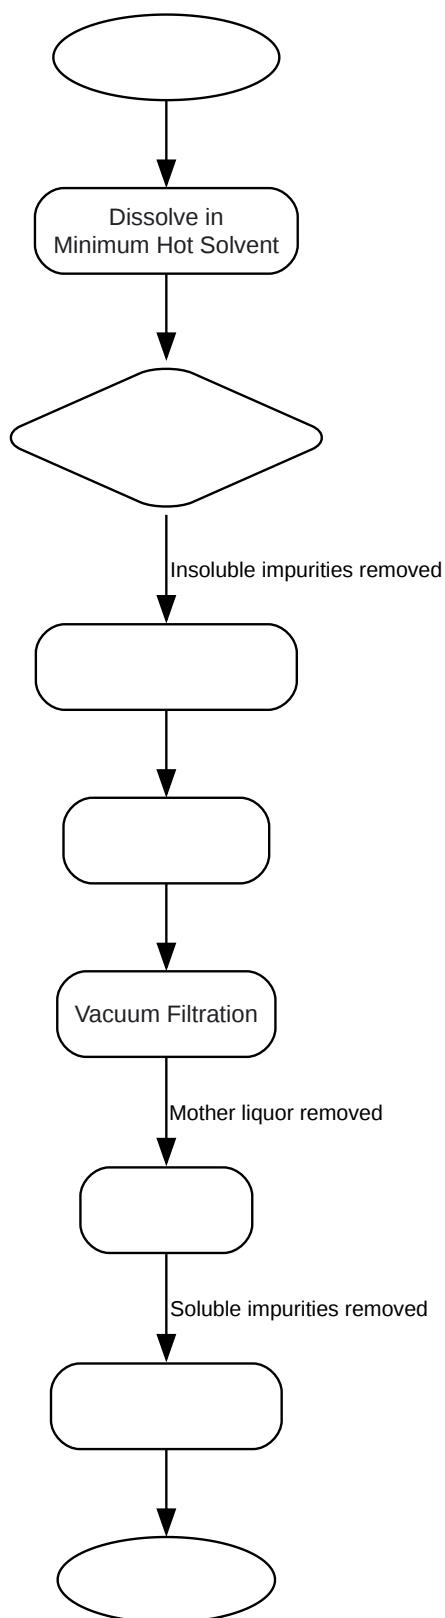 Dissolve in
Minimum Hot Solvent
Insoluble impurities removed
Vacuum Filtration
Mother liquor removed
Soluble impurities removed